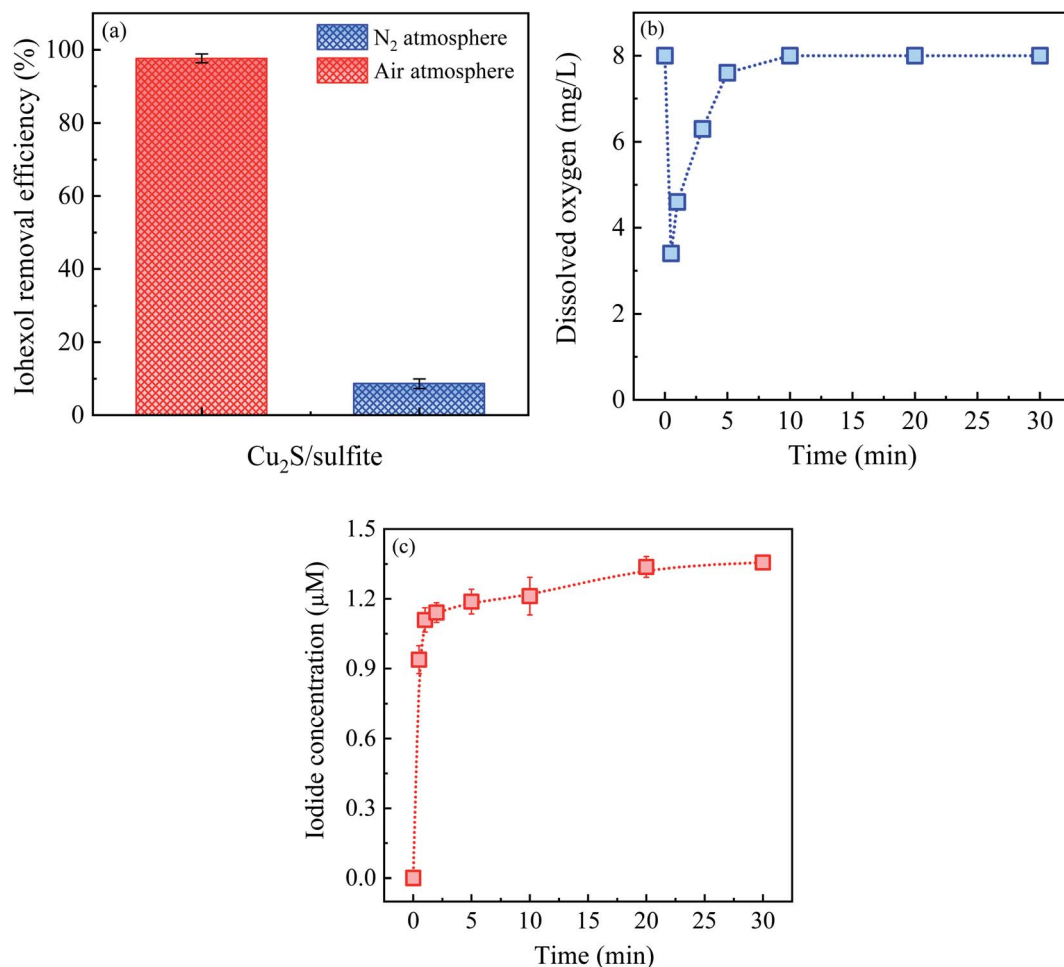 (a)
N₂ atmosphere
Air atmosphere
Iohexol removal efficiency (%)
100
80
60
40
20
0
Cu₂S/sulfite
Dissolved oxygen (mg/L)
(b)
8
6
4
2
0
0 5 10 15 20 25 30
Time (min)
Iodide concentration (μM)
(c)
1.5
1.2
0.9
0.6
0.3
0.0
0 5 10 15 20 25 30
Time (min)